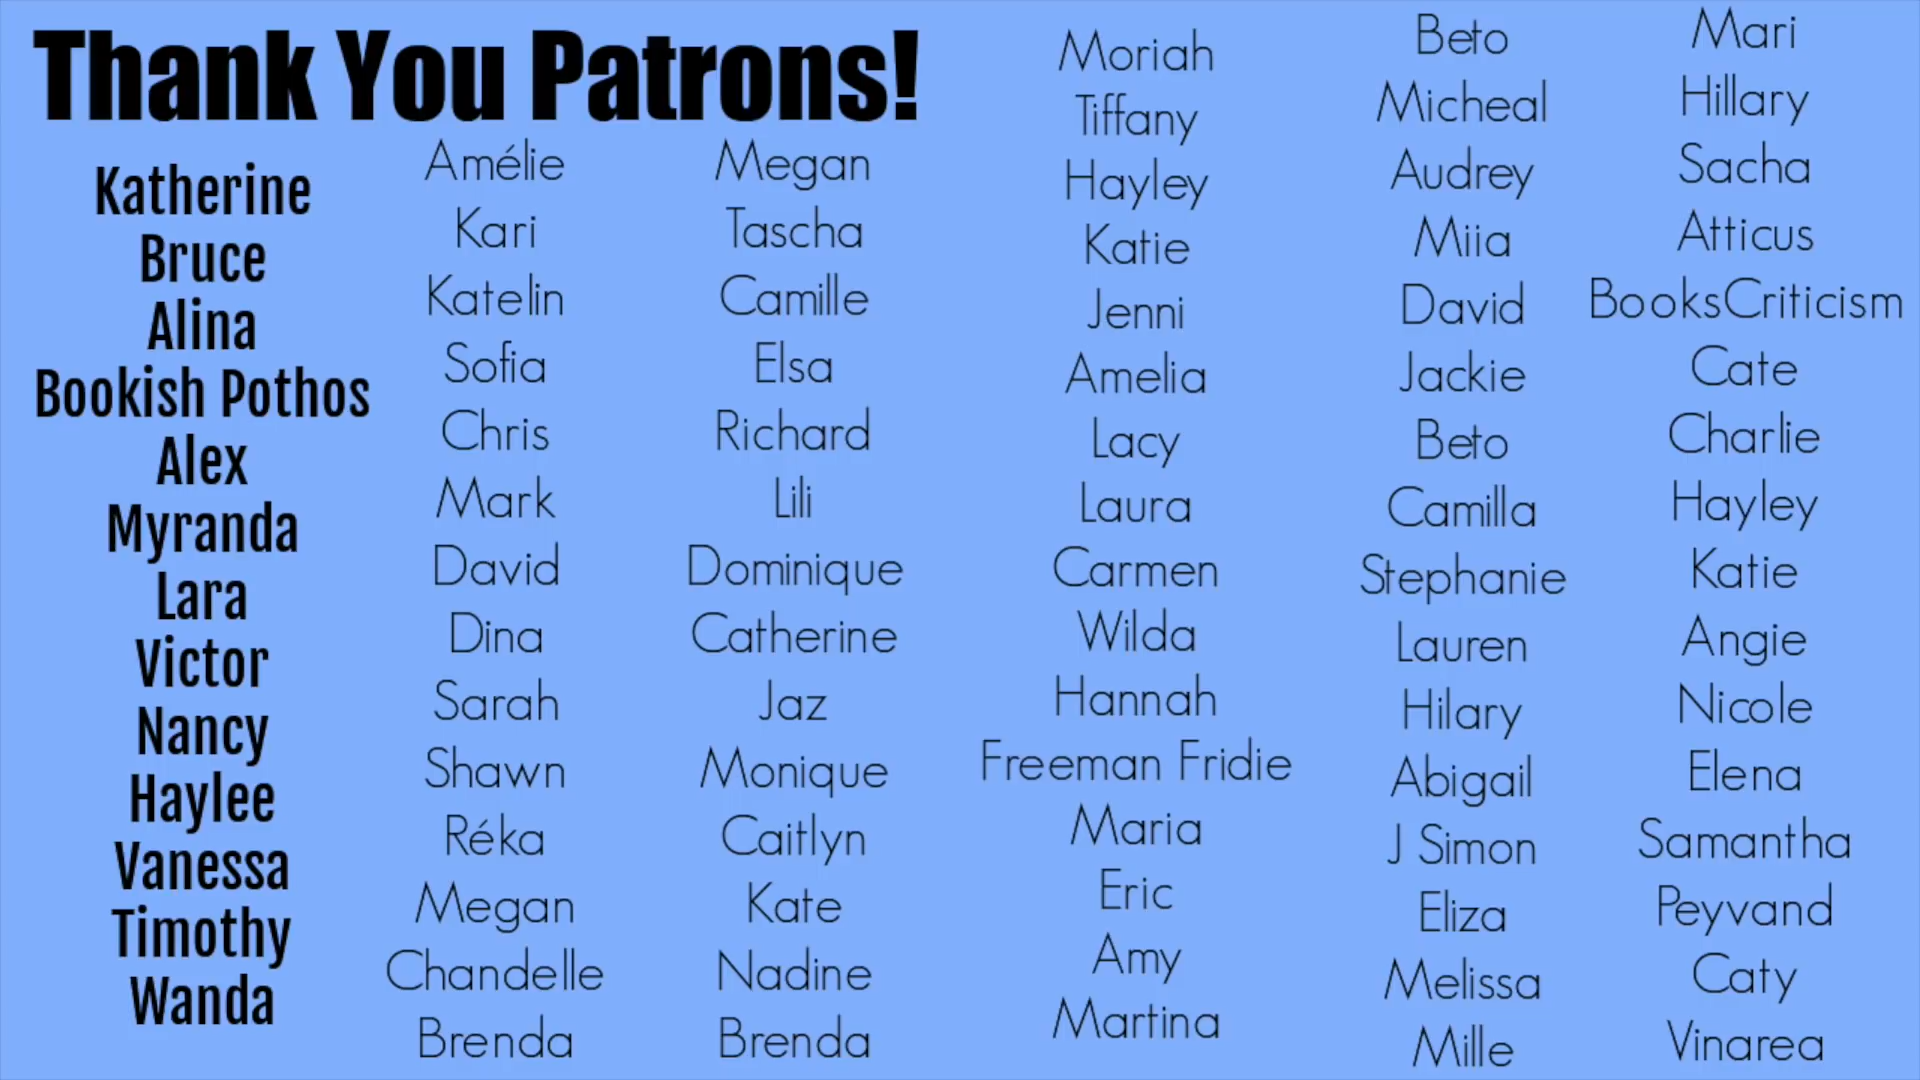 Thank You Patrons!
Katherine
Bruce
Alina
Bookish Pothos
Alex
Myranda
Lara
Victor
Nancy
Haylee
Vanessa
Timothy
Wanda
Amélie
Kari
Katelin
Sofia
Chris
Mark
David
Dina
Sarah
Shawn
Réka
Megan
Chandelle
Brenda
Megan
Tascha
Camille
Elsa
Richard
Lili
Dominique
Catherine
Jaz
Monique
Caitlyn
Kate
Nadine
Brenda
Moriah
Tiffany
Hayley
Katie
Jenni
Amelia
Lacy
Laura
Carmen
Wilda
Hannah
Freeman Fridie
Maria
Eric
Amy
Martina
Beto
Micheal
Audrey
Miia
David
Jackie
Beto
Camilla
Stephanie
Lauren
Hilary
Abigail
J Simon
Eliza
Melissa
Mille
Mari
Hillary
Sacha
Atticus
BooksCriticism
Cate
Charlie
Hayley
Katie
Angie
Nicole
Elena
Samantha
Peyvand
Caty
Vinarea